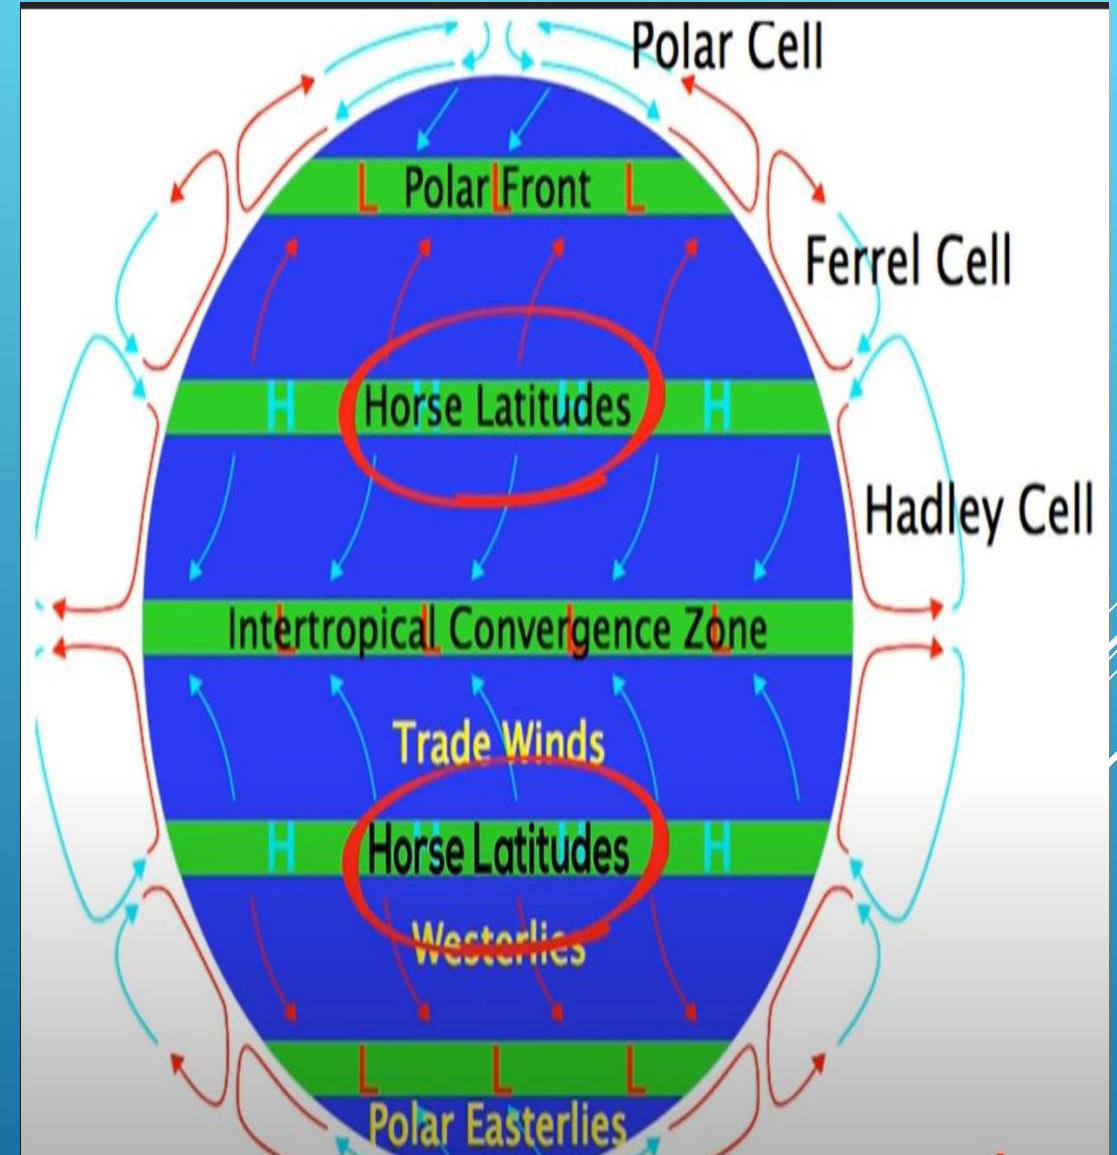 Polar Cell
L Polar L Front L
Ferrel Cell
H Horse Latitudes H
Hadley Cell
Intertropical Convergence Zone
L L L L
Trade Winds
H Horse Latitudes H
Westerlies
L L L
Polar Easterlies